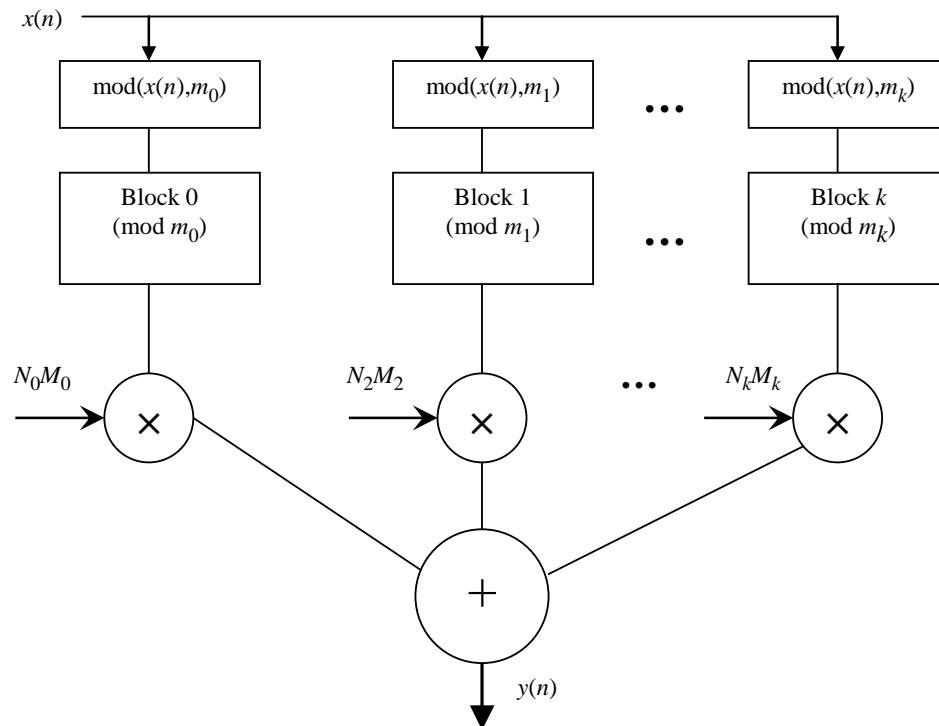 x(n)
mod(x(n),m₀) mod(x(n),m₁) ... mod(x(n),mₖ)
Block 0
(mod m₀)
Block 1
(mod m₁)
...
Block k
(mod mₖ)
N₀M₀ N₂M₂ ... NₖMₖ
× × ×
+
y(n)